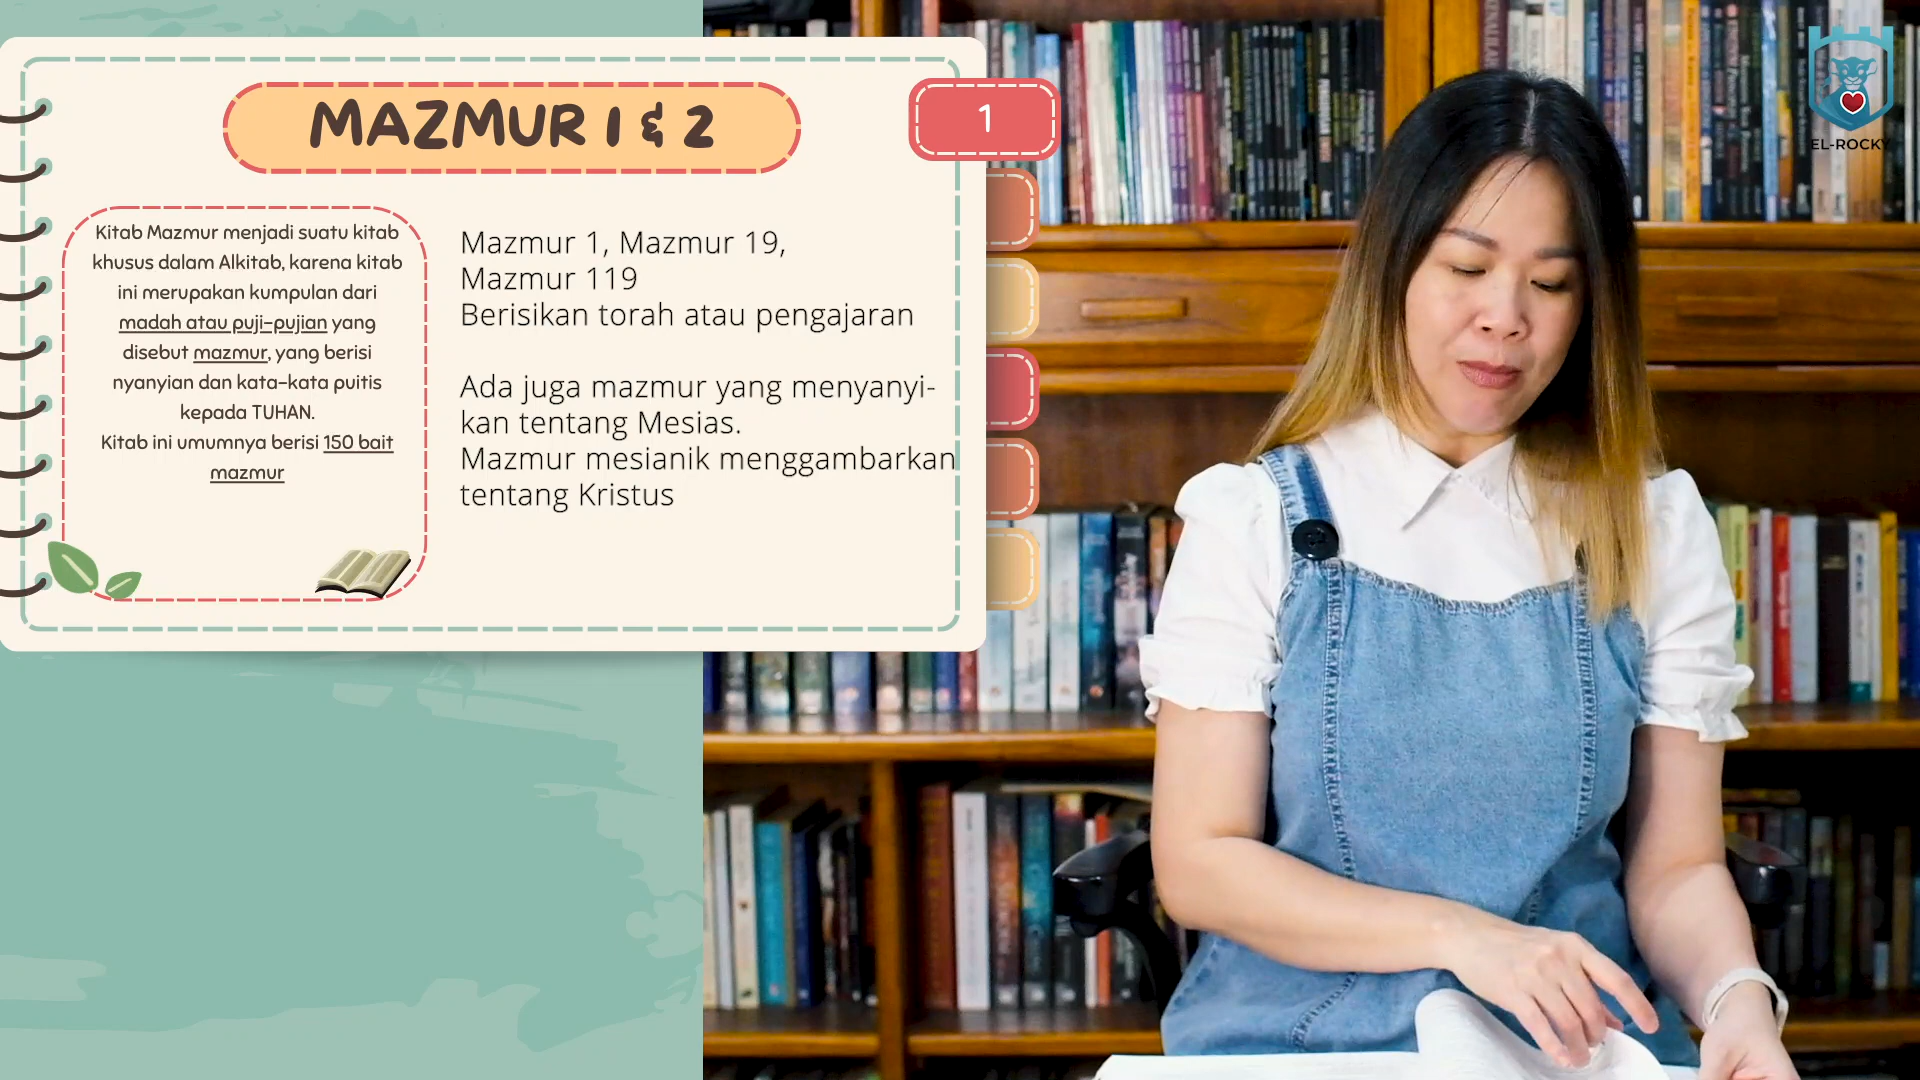 MAZMUR 1 & 2
1
Kitab Mazmur menjadi suatu kitab
khusus dalam Alkitab, karena kitab
ini merupakan kumpulan dari
madah atau puji-pujian yang
disebut mazmur, yang berisi
nyanyian dan kata-kata puitis
kepada TUHAN.
Kitab ini umumnya berisi 150 bait
mazmur
Mazmur 1, Mazmur 19,
Mazmur 119
Berisikan torah atau pengajaran
Ada juga mazmur yang menyanyi-
kan tentang Mesias.
Mazmur mesianik menggambarkan
tentang Kristus
EL-ROCKY